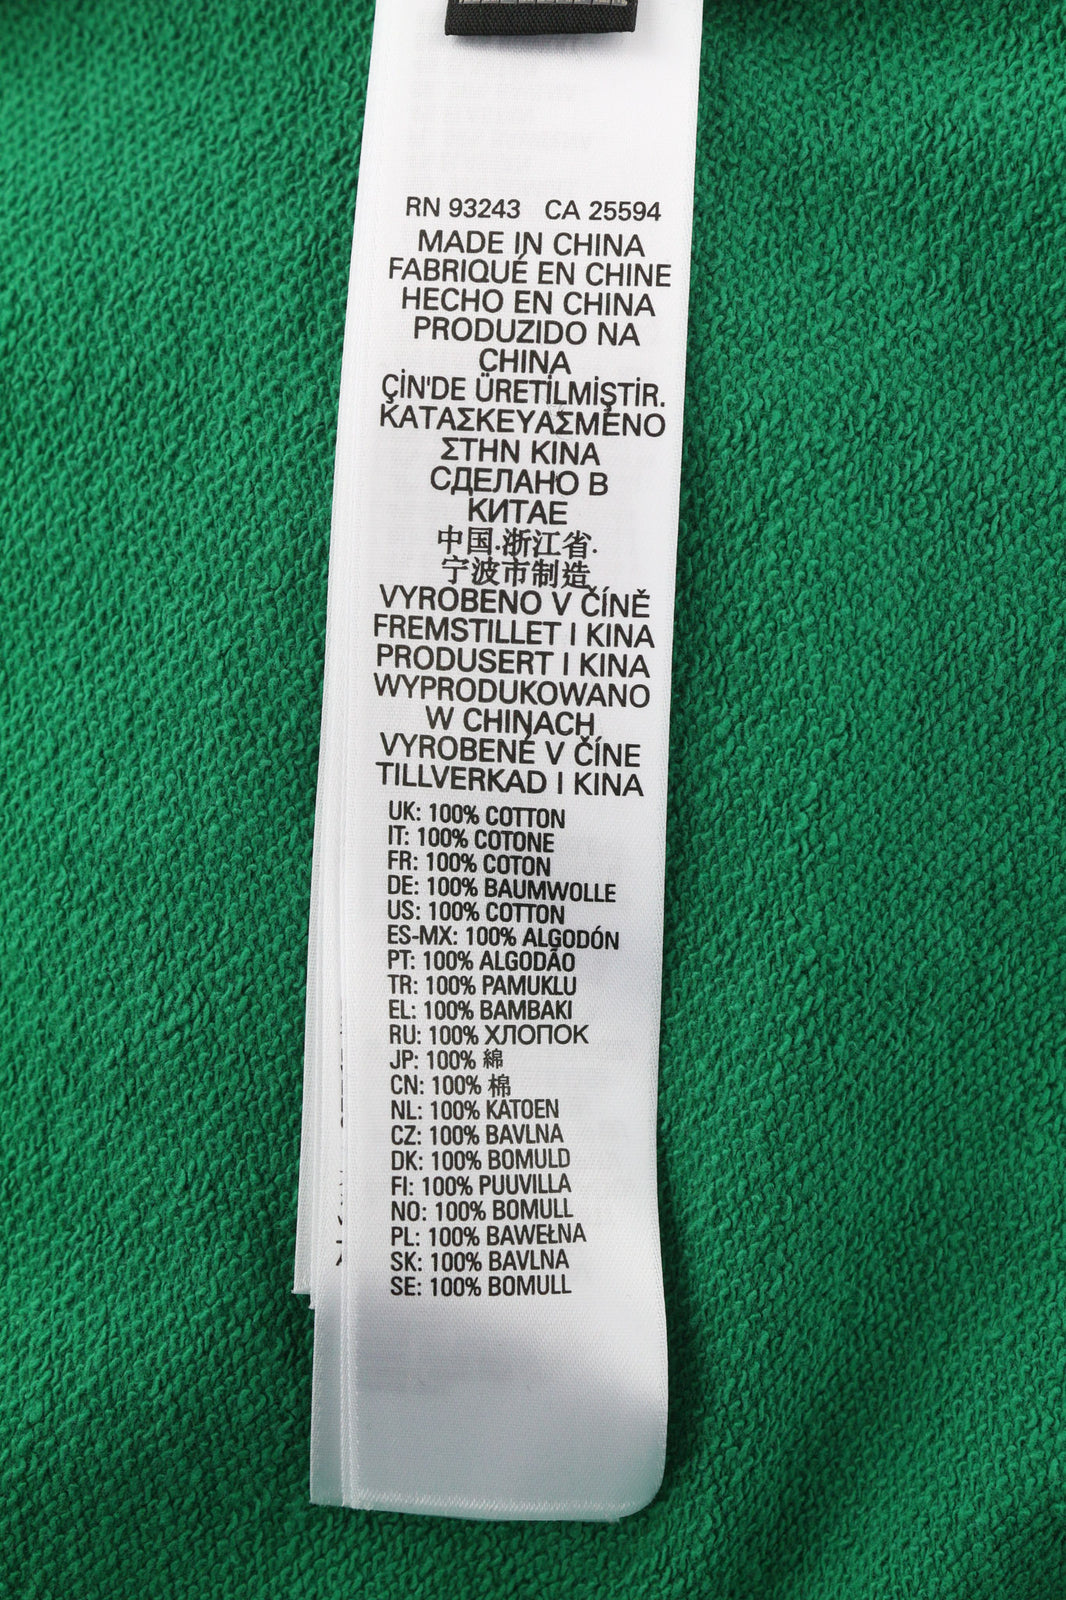 RN 93243 CA 25594
MADE IN CHINA
FABRIQUÉ EN CHINE
HECHO EN CHINA
PRODUZIDO NA
CHINA
ÇİN'DE ÜRETİLMİŞTİR.
ΚΑΤΑΣΚΕΥΑΣΜΕΝΟ
ΣΤΗΝ ΚΙΝΑ
СДЕЛАНО В
КИТАЕ
中国.浙江省.
宁波市制造
VYROBENO V ČÍNĚ
FREMSTILLET I KINA
PRODUSERT I KINA
WYPRODUKOWANO
W CHINACH
VYROBENÉ V ČÍNE
TILLVERKAD I KINA
UK: 100% COTTON
IT: 100% COTONE
FR: 100% COTON
DE: 100% BAUMWOLLE
US: 100% COTTON
ES-MX: 100% ALGODÓN
PT: 100% ALGODÃO
TR: 100% PAMUKLU
EL: 100% ΒΑΜΒΑΚΙ
RU: 100% ХЛОПОК
JP: 100% 綿
CN: 100% 棉
NL: 100% KATOEN
CZ: 100% BAVLNA
DK: 100% BOMULD
FI: 100% PUUVILLA
NO: 100% BOMULL
PL: 100% BAWEŁNA
SK: 100% BAVLNA
SE: 100% BOMULL